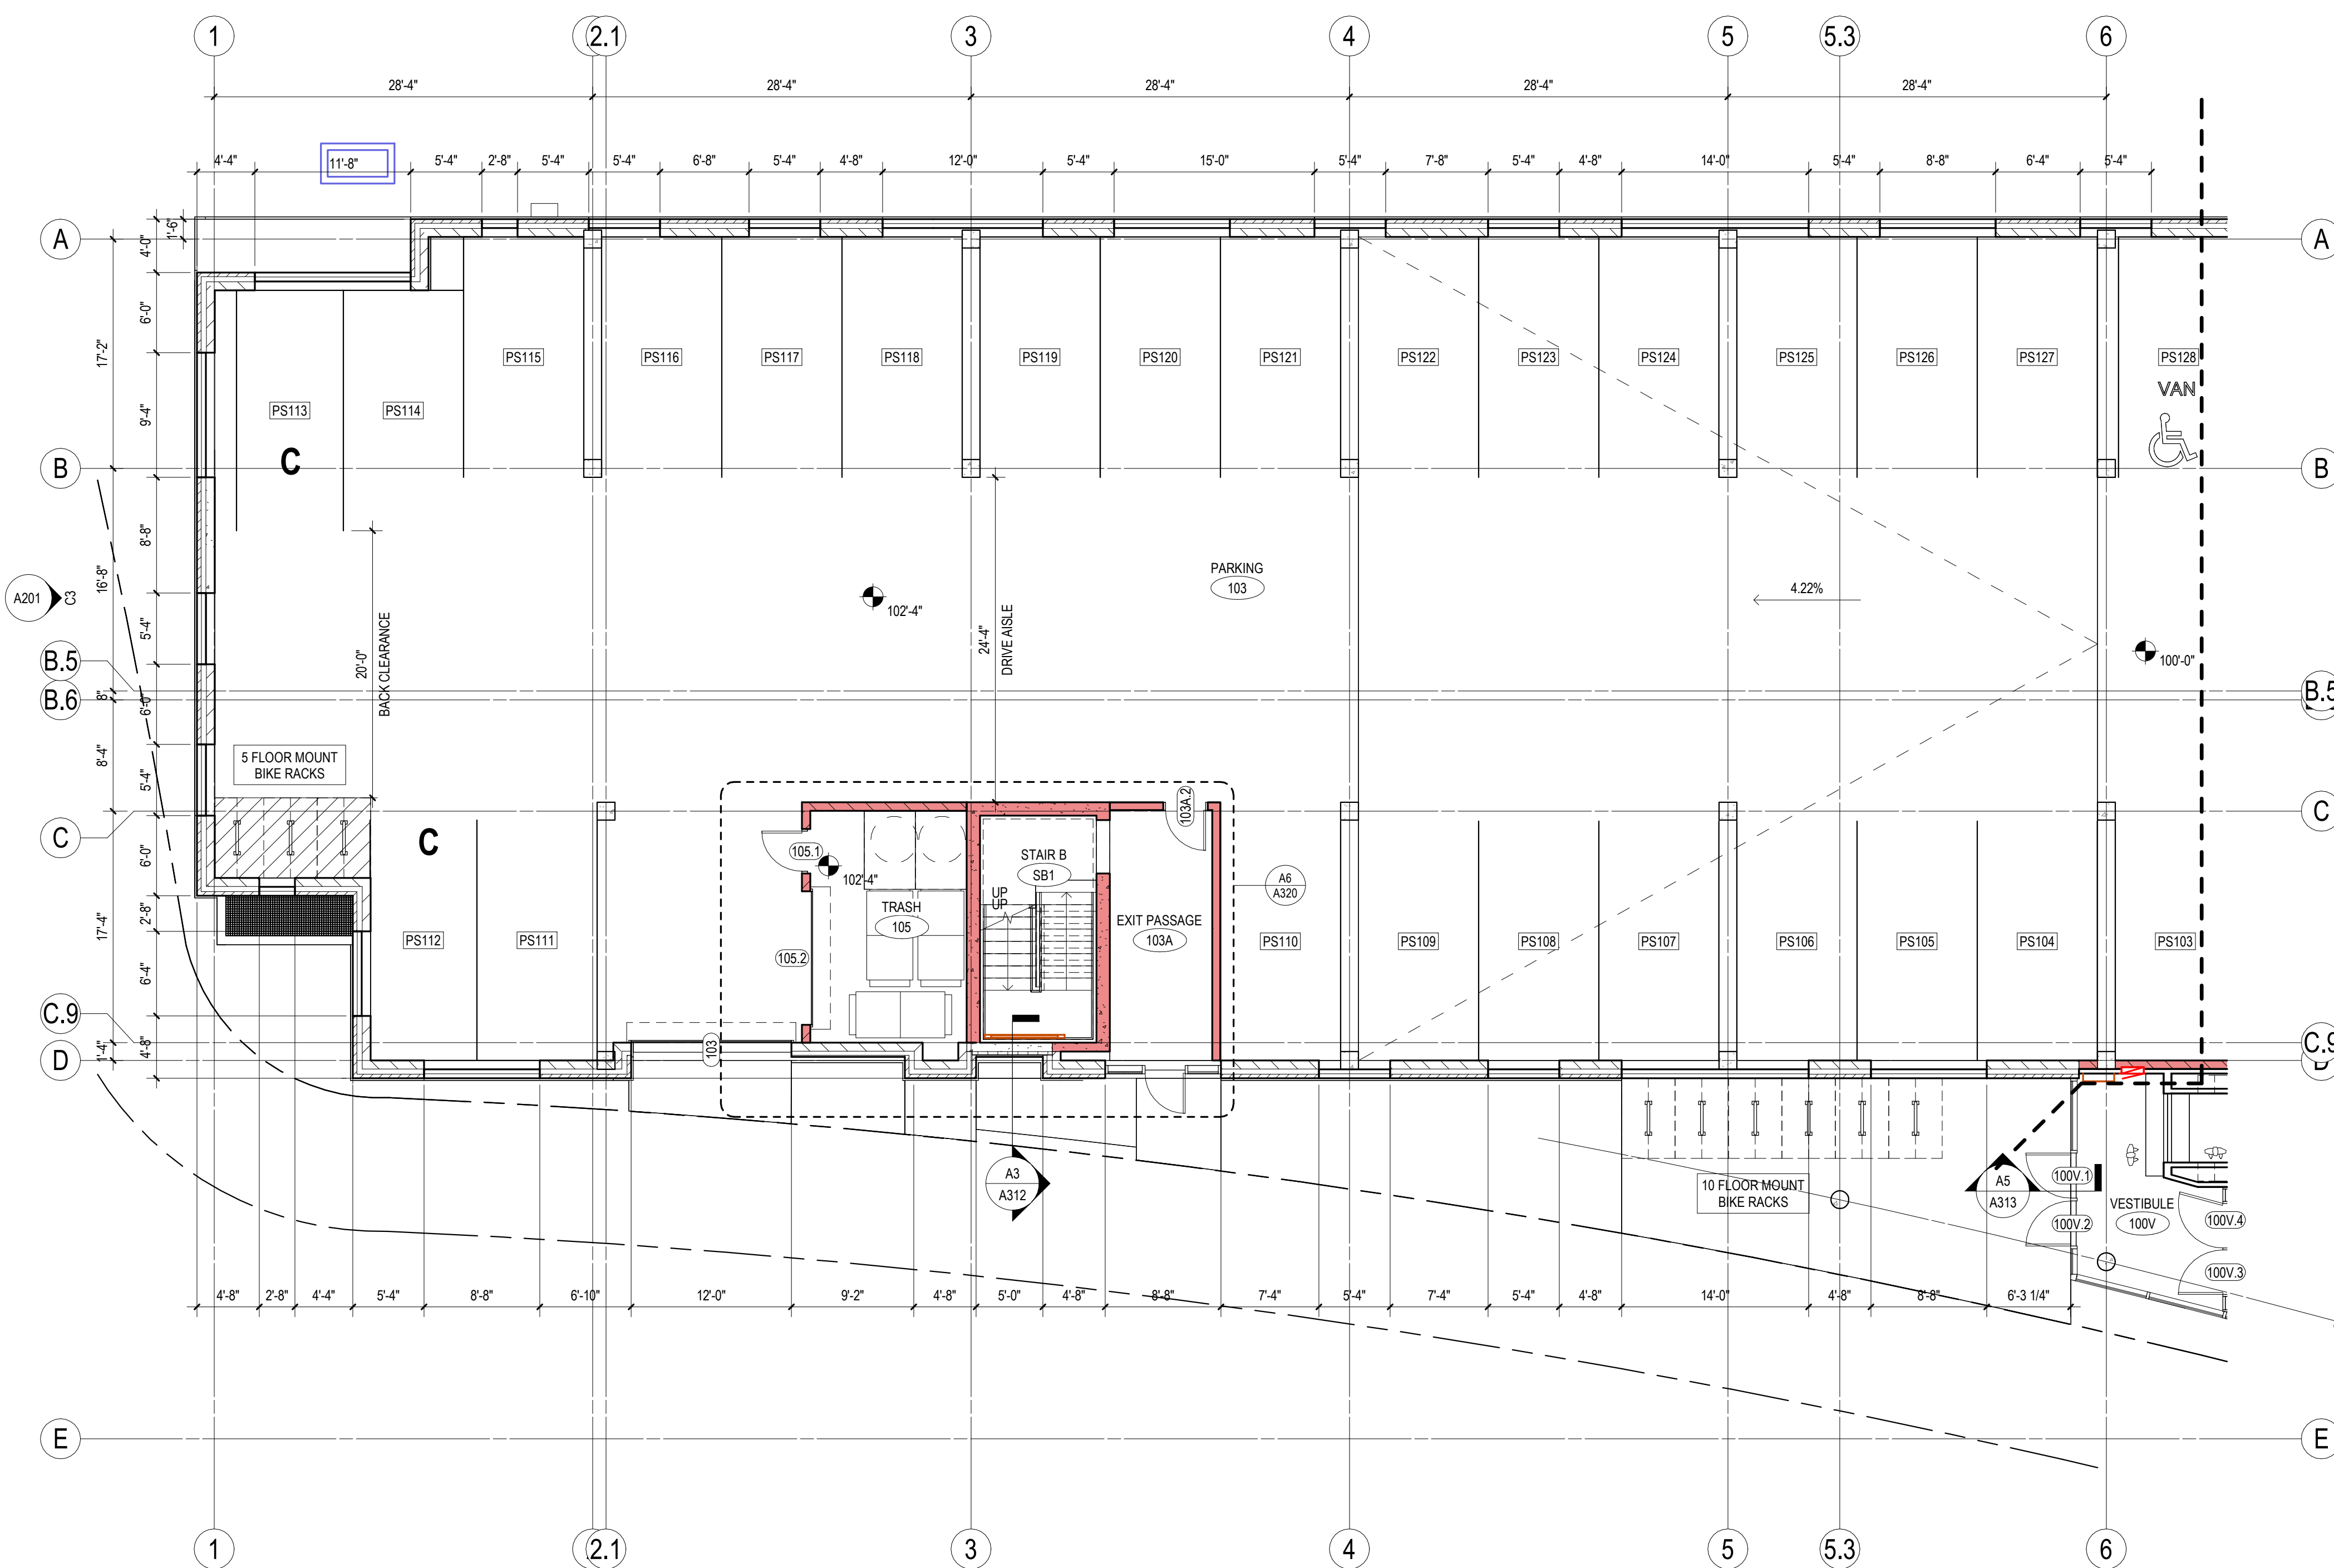 1
2.1
3
4
5
5.3
6
28'-4"
28'-4"
28'-4"
28'-4"
28'-4"
4'-4"
11'-8"
5'-4"
2'-8"
5'-4"
5'-4"
6'-8"
5'-4"
4'-8"
12'-0"
5'-4"
15'-0"
5'-4"
7'-8"
5'-4"
4'-8"
14'-0"
5'-4"
8'-8"
6'-4"
5'-4"
A
1'-6"
4'-0"
A
6'-0"
17'-2"
PS115
PS116
PS117
PS118
PS119
PS120
PS121
PS122
PS123
PS124
PS125
PS126
PS127
PS128
VAN
9'-4"
PS113
PS114
C
B
B
8'-8"
16'-8"
A201
C3
5'-4"
PARKING
103
4.22%
102'-4"
24'-4"
DRIVE AISLE
20'-0"
BACK CLEARANCE
100'-0"
B.5
B.5
8"
B.6
6'-0"
8'-4"
5'-4"
5 FLOOR MOUNT
BIKE RACKS
C
C
C
6'-0"
105.1
102'-4"
STAIR B
SB1
UP
UP
103A.2
A6
A320
TRASH
105
EXIT PASSAGE
103A
105.2
2'-8"
17'-4"
6'-4"
PS112
PS111
PS110
PS109
PS108
PS107
PS106
PS105
PS104
PS103
C.9
C.9
1'-4"
4'-8"
D
103
A3
A312
10 FLOOR MOUNT
BIKE RACKS
A5
A313
100V.1
100V.2
VESTIBULE
100V
100V.4
100V.3
4'-8"
2'-8"
4'-4"
5'-4"
8'-8"
6'-10"
12'-0"
9'-2"
4'-8"
5'-0"
4'-8"
8'-8"
7'-4"
5'-4"
7'-4"
5'-4"
4'-8"
14'-0"
4'-8"
8'-8"
6'-3 1/4"
E
E
1
2.1
3
4
5
5.3
6